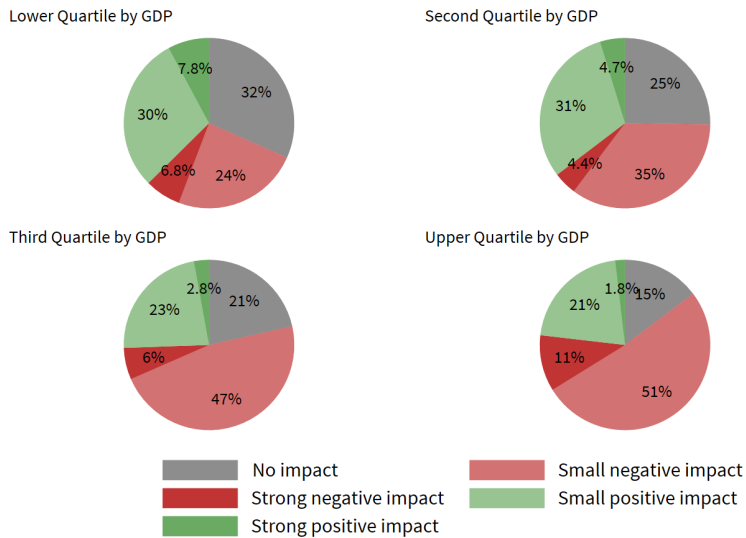 Lower Quartile by GDP
7.8%
32%
30%
6.8%
24%
Second Quartile by GDP
4.7%
25%
31%
4.4%
35%
Third Quartile by GDP
2.8%
21%
23%
6%
47%
Upper Quartile by GDP
1.8%
15%
21%
11%
51%
No impact
Small negative impact
Strong negative impact
Small positive impact
Strong positive impact